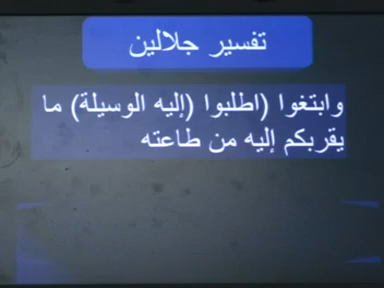 تفسير جلالين
وابتغوا (اطلبوا (إليه الوسيلة) ما
يقربكم إليه من طاعته